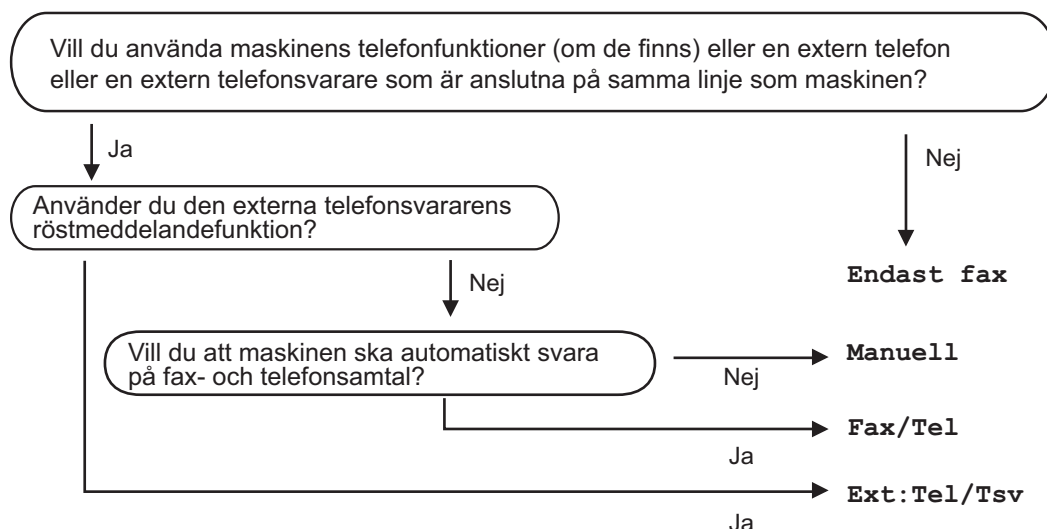 Vill du använda maskinens telefonfunktioner (om de finns) eller en extern telefon
eller en extern telefonsvarare som är anslutna på samma linje som maskinen?
Ja
Nej
Använder du den externa telefonsvararens
röstmeddelandefunktion?
Endast fax
Nej
Vill du att maskinen ska automatiskt svara
på fax- och telefonsamtal?
Manuell
Nej
Fax/Tel
Ja
Ext:Tel/Tsv
Ja